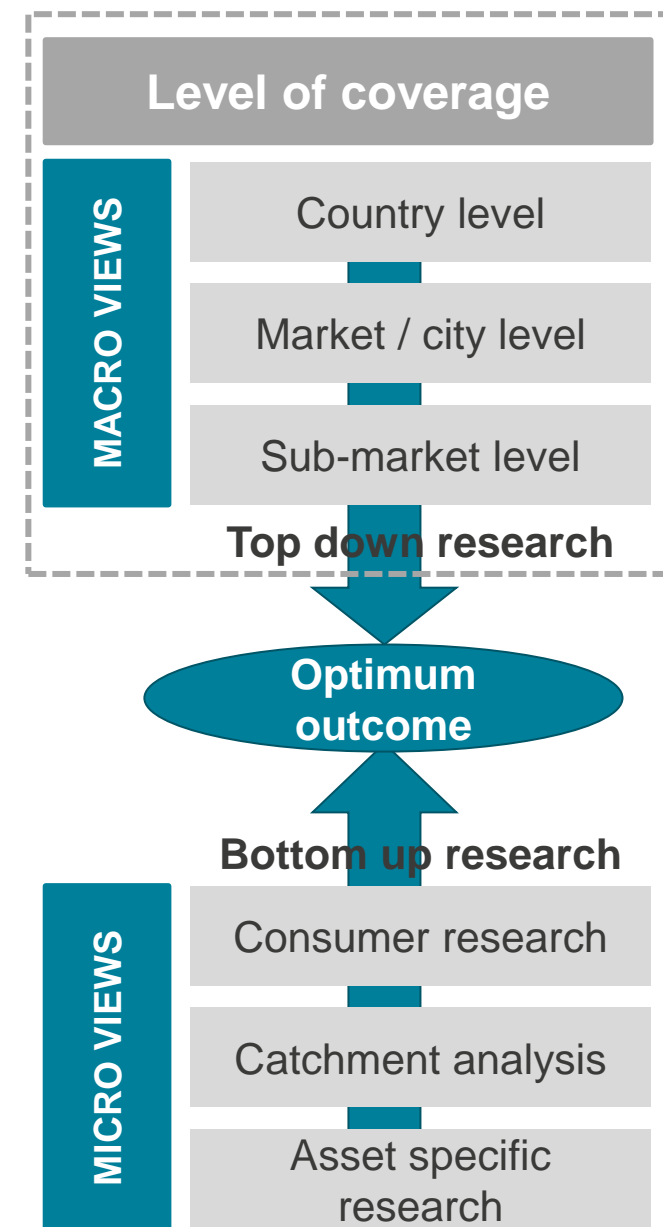 Level of coverage
MACRO VIEWS
Country level
Market / city level
Sub-market level
Top down research
Optimum
outcome
Bottom up research
MICRO VIEWS
Consumer research
Catchment analysis
Asset specific
research